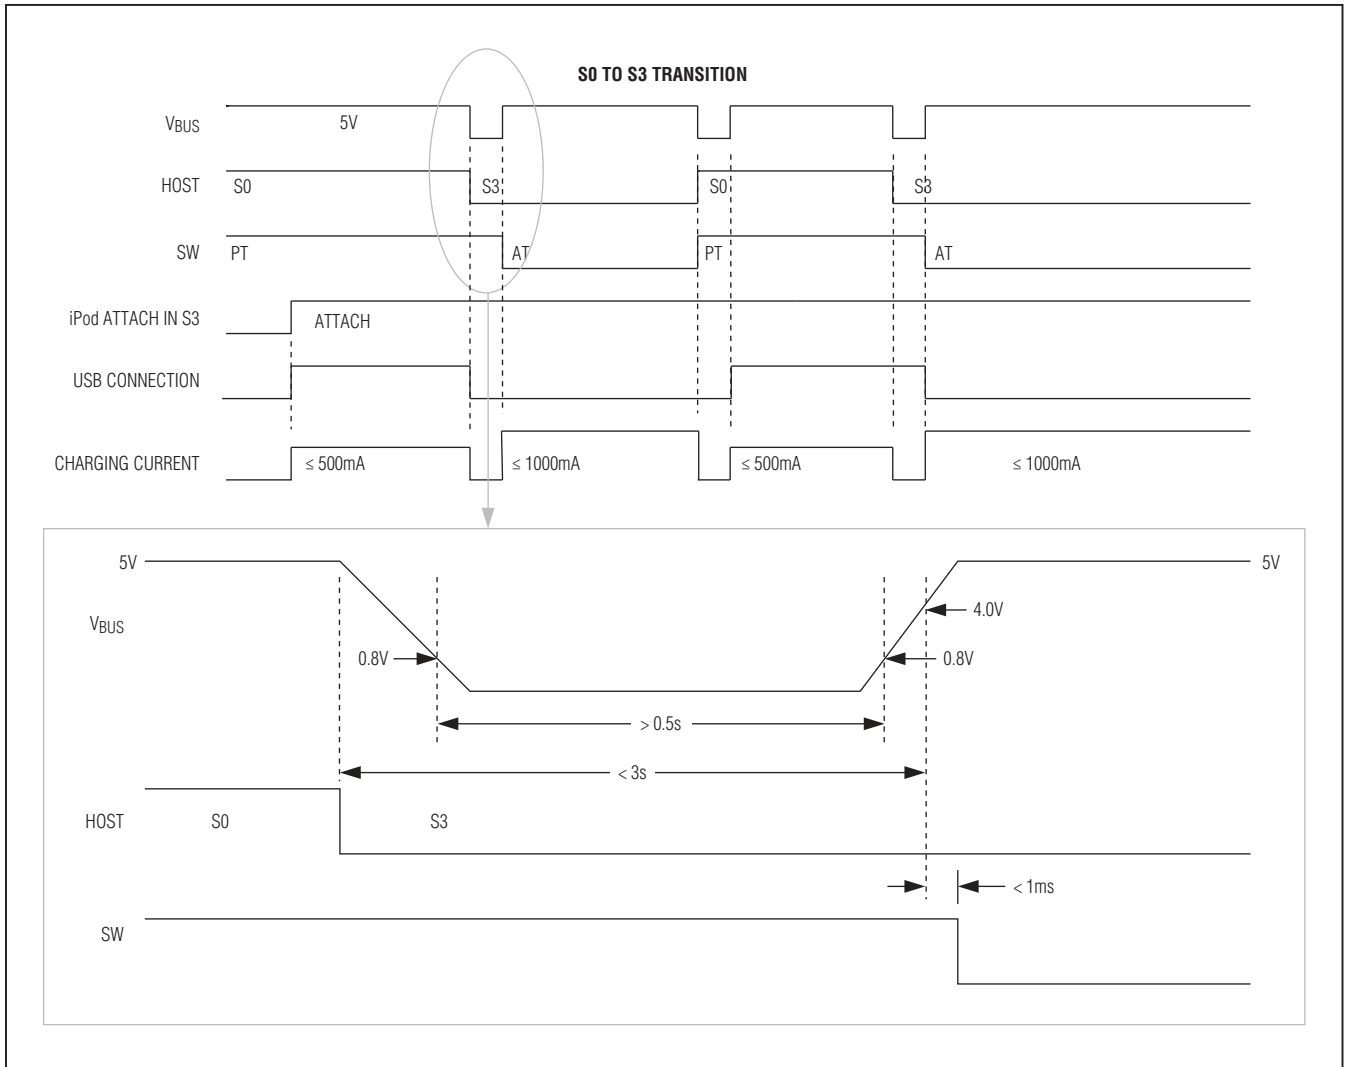 S0 TO S3 TRANSITION
VBUS 5V
HOST S0 S3 S0 S3
SW PT AT PT AT
iPod ATTACH IN S3 ATTACH
USB CONNECTION
CHARGING CURRENT ≤ 500mA ≤ 1000mA ≤ 500mA ≤ 1000mA
5V 5V
4.0V
VBUS
0.8V 0.8V
> 0.5s
< 3s
HOST S0 S3
< 1ms
SW